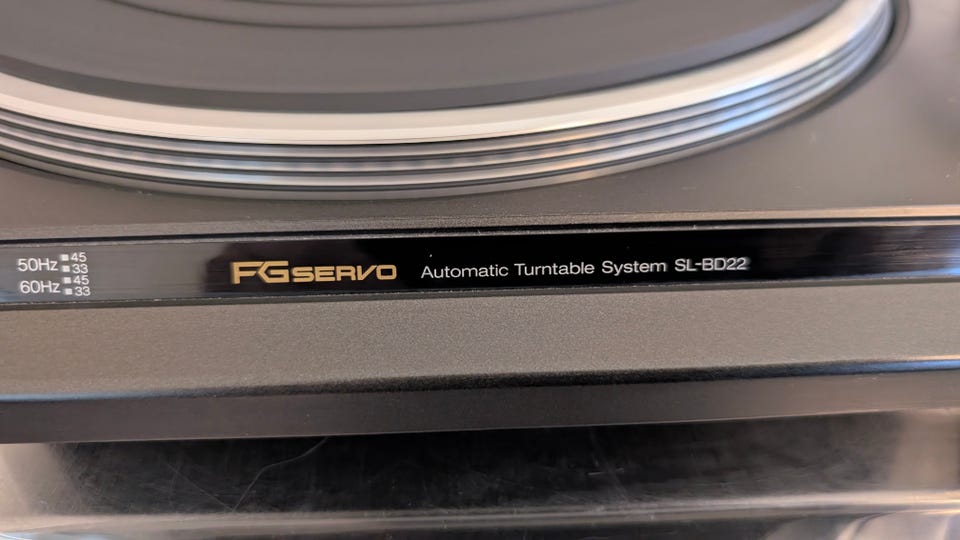 50Hz ■ 45
■ 33
60Hz ■ 45
■ 33
FG SERVO Automatic Turntable System SL-BD22